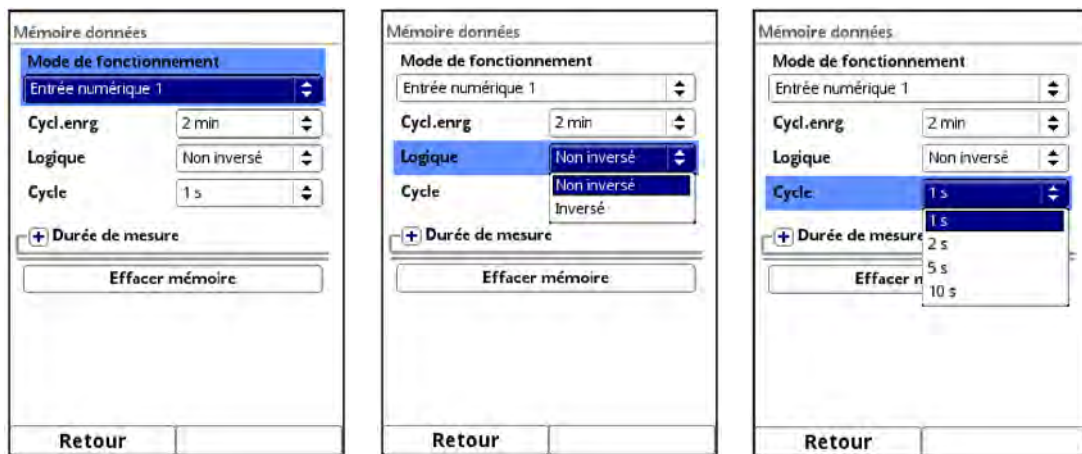 Mémoire données
Mode de fonctionnement
Entrée numérique 1
Cycl.enrg 2 min
Logique Non inversé
Cycle 1 s
Durée de mesure
Effacer mémoire
Retour
Mémoire données
Mode de fonctionnement
Entrée numérique 1
Cycl.enrg 2 min
Logique Non inversé
Non inversé
Cycle
Inversé
Durée de mesure
Effacer mémoire
Retour
Mémoire données
Mode de fonctionnement
Entrée numérique 1
Cycl.enrg 2 min
Logique Non inversé
Cycle 1 s
1 s
Durée de mesure
2 s
5 s
Effacer
10 s
Retour